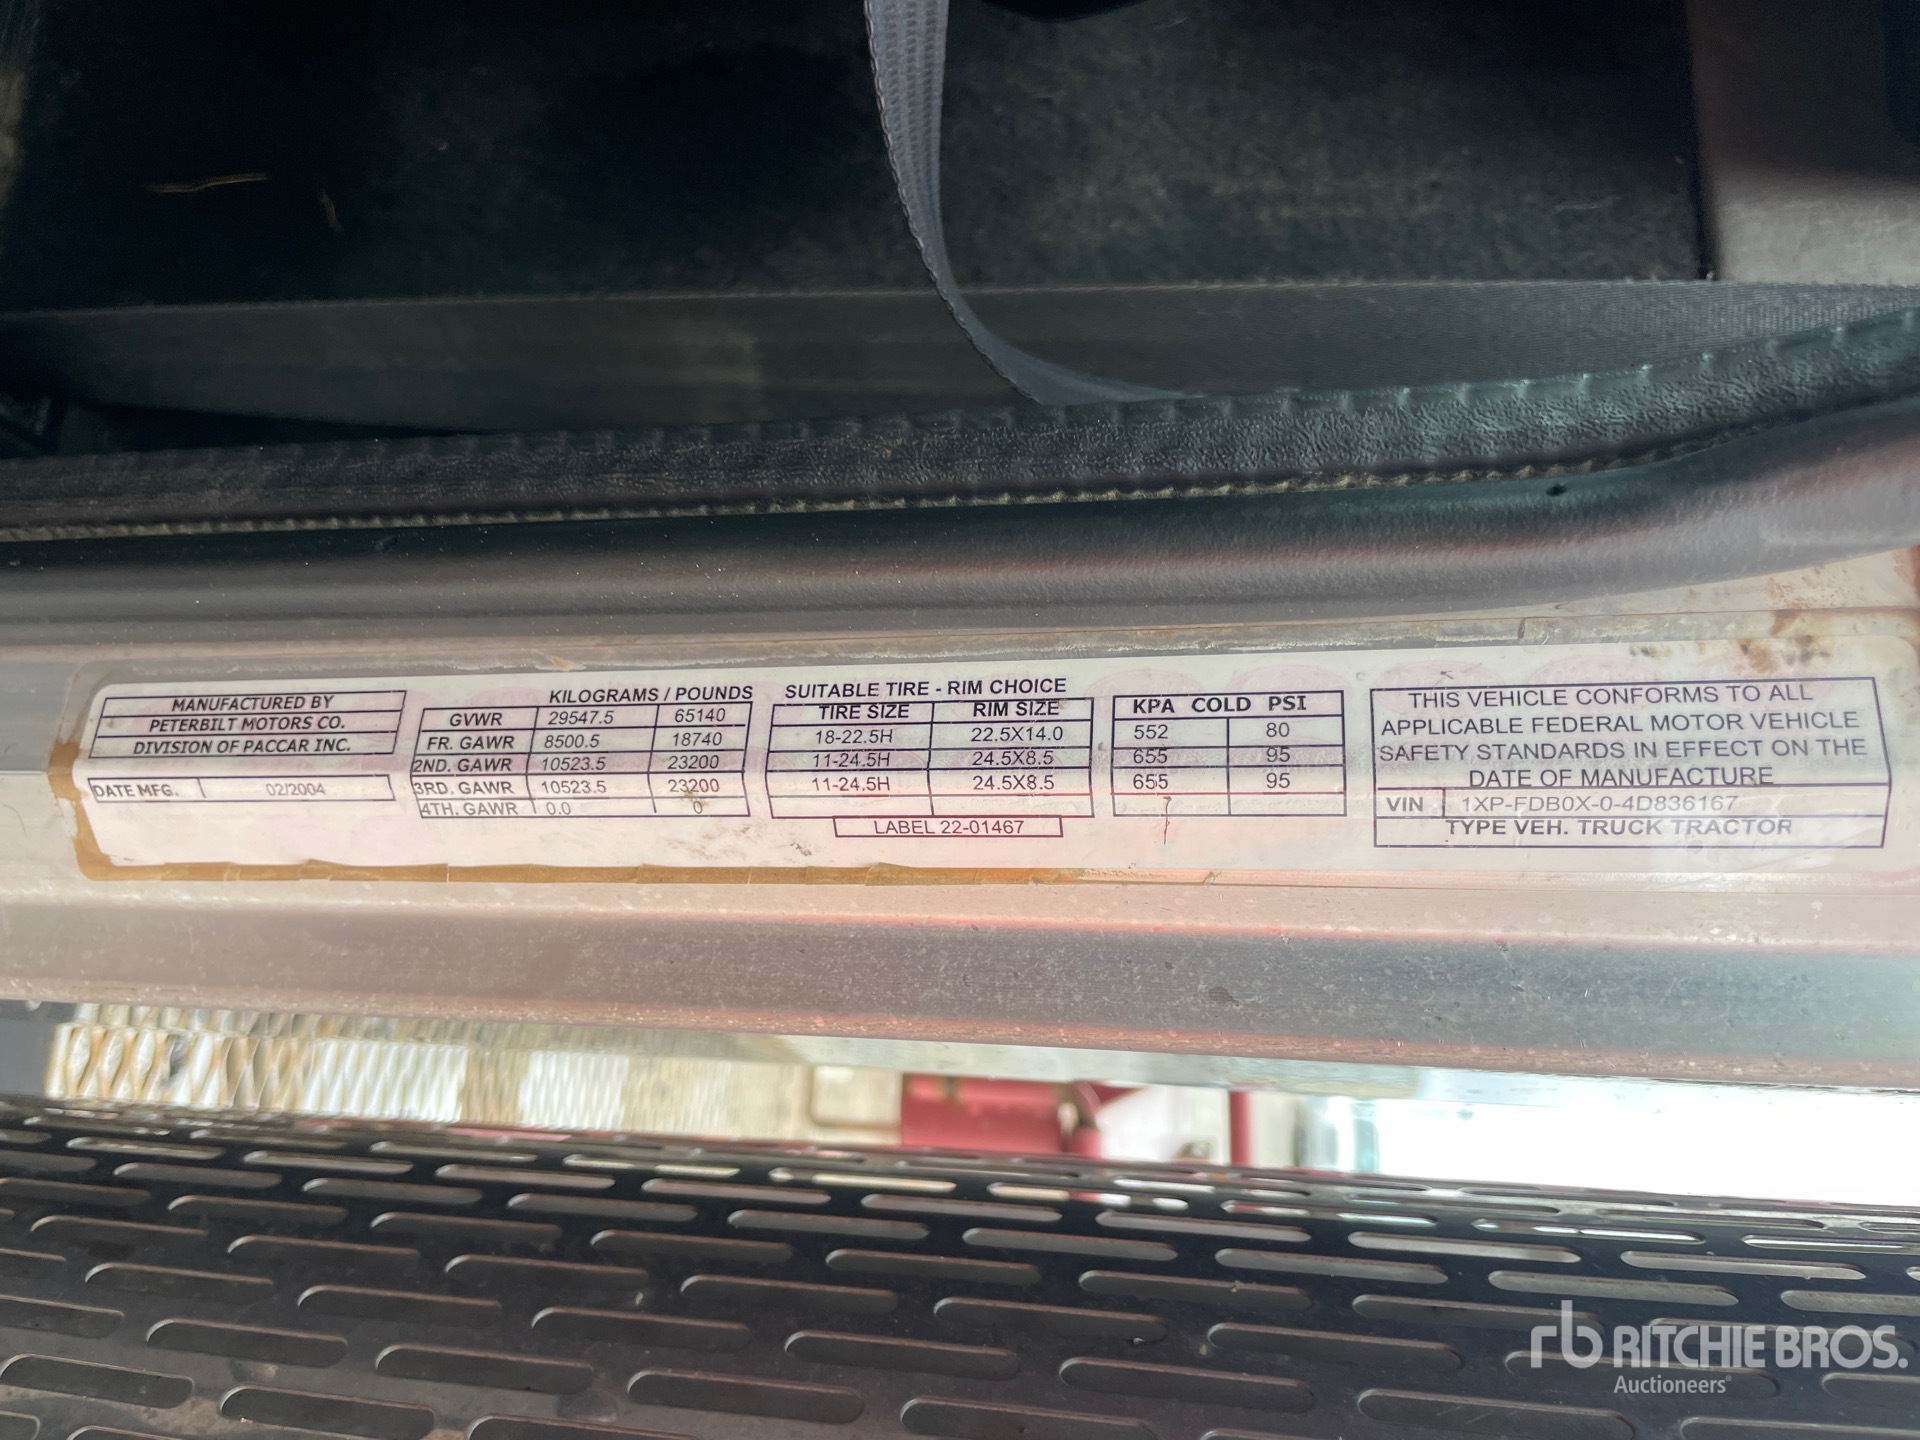 MANUFACTURED BY
PETERBILT MOTORS CO.
DIVISION OF PACCAR INC.
DATE MFG. 02/2004
KILOGRAMS / POUNDS
GVWR 29547.5 65140
FR. GAWR 8500.5 18740
2ND. GAWR 10523.5 23200
3RD. GAWR 10523.5 23200
4TH. GAWR 0.0 0
SUITABLE TIRE - RIM CHOICE
TIRE SIZE RIM SIZE
18-22.5H 22.5X14.0
11-24.5H 24.5X8.5
11-24.5H 24.5X8.5
LABEL 22-01467
KPA COLD PSI
552 80
655 95
655 95
THIS VEHICLE CONFORMS TO ALL
APPLICABLE FEDERAL MOTOR VEHICLE
SAFETY STANDARDS IN EFFECT ON THE
DATE OF MANUFACTURE
VIN 1XP-FDB0X-0-4D836167
TYPE VEH. TRUCK TRACTOR
rb RITCHIE BROS.
Auctioneers